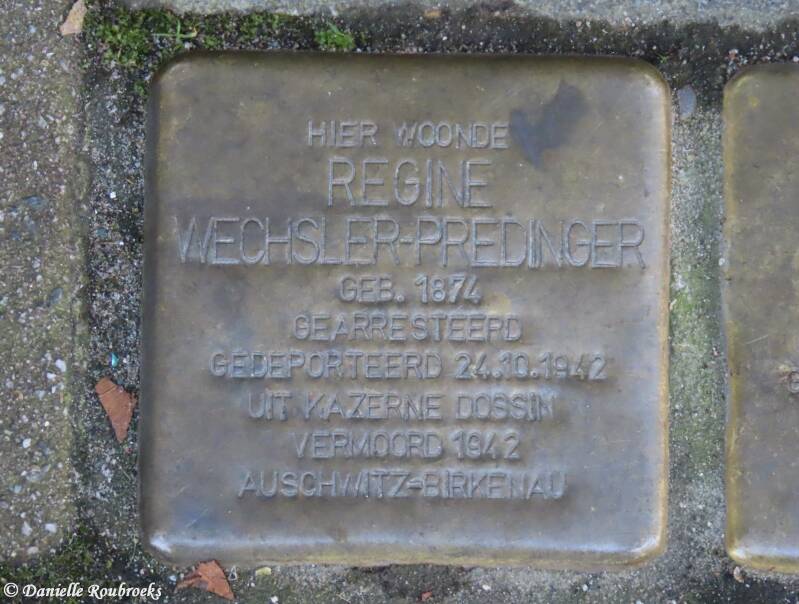 HIER WOONDE
REGINE
WECHSLER-PREDINGER
GEB. 1874
GEARRESTEERD
GEDEPORTEERD 24.10.1942
UIT KAZERNE DOSSIN
VERMOORD 1942
AUSCHWITZ-BIRKENAU
© Danielle Roubroeks